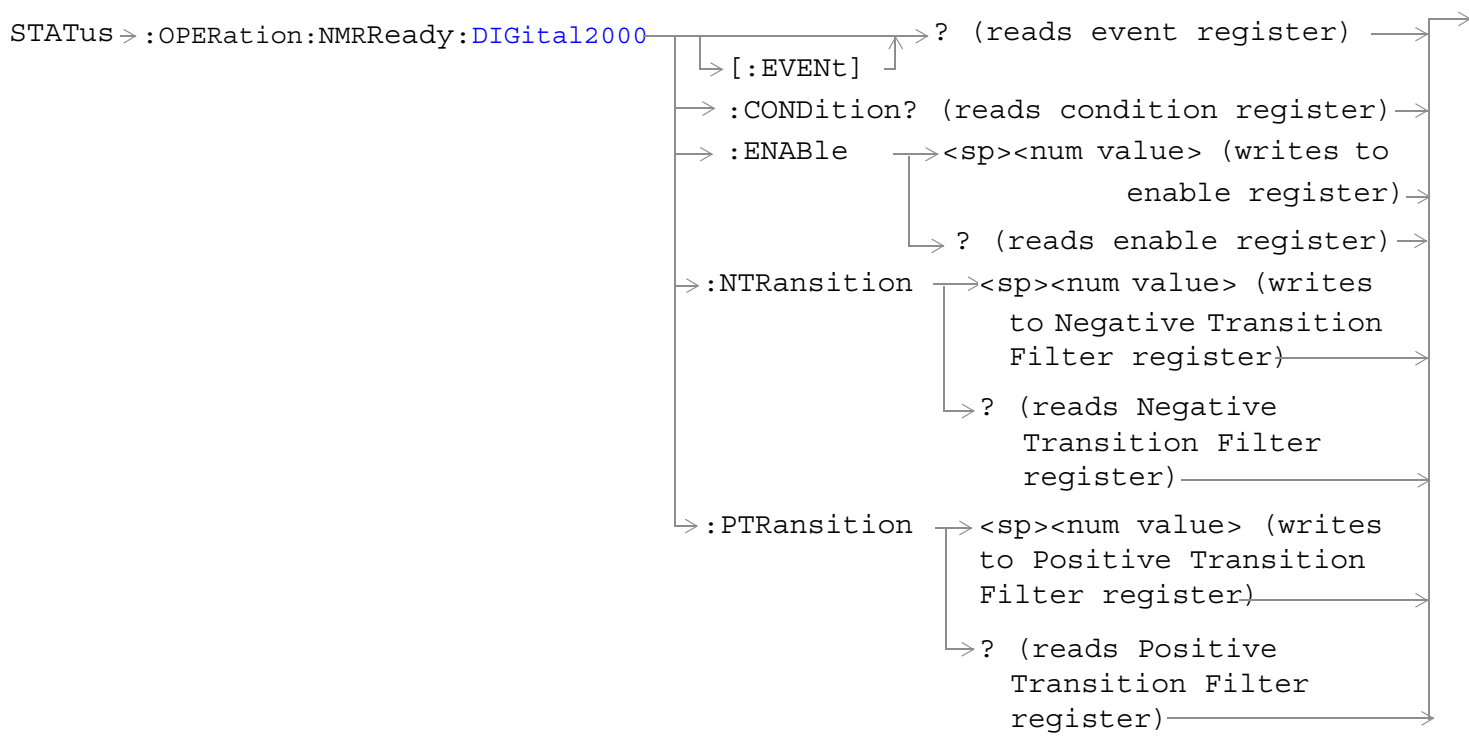 STATus :OPERation:NMRReady:DIGital2000 ? (reads event register)
[:EVENt]
:CONDition? (reads condition register)
:ENABle <sp><num value> (writes to
enable register)
? (reads enable register)
:NTRansition <sp><num value> (writes
to Negative Transition
Filter register)
? (reads Negative
Transition Filter
register)
:PTRansition <sp><num value> (writes
to Positive Transition
Filter register)
? (reads Positive
Transition Filter
register)